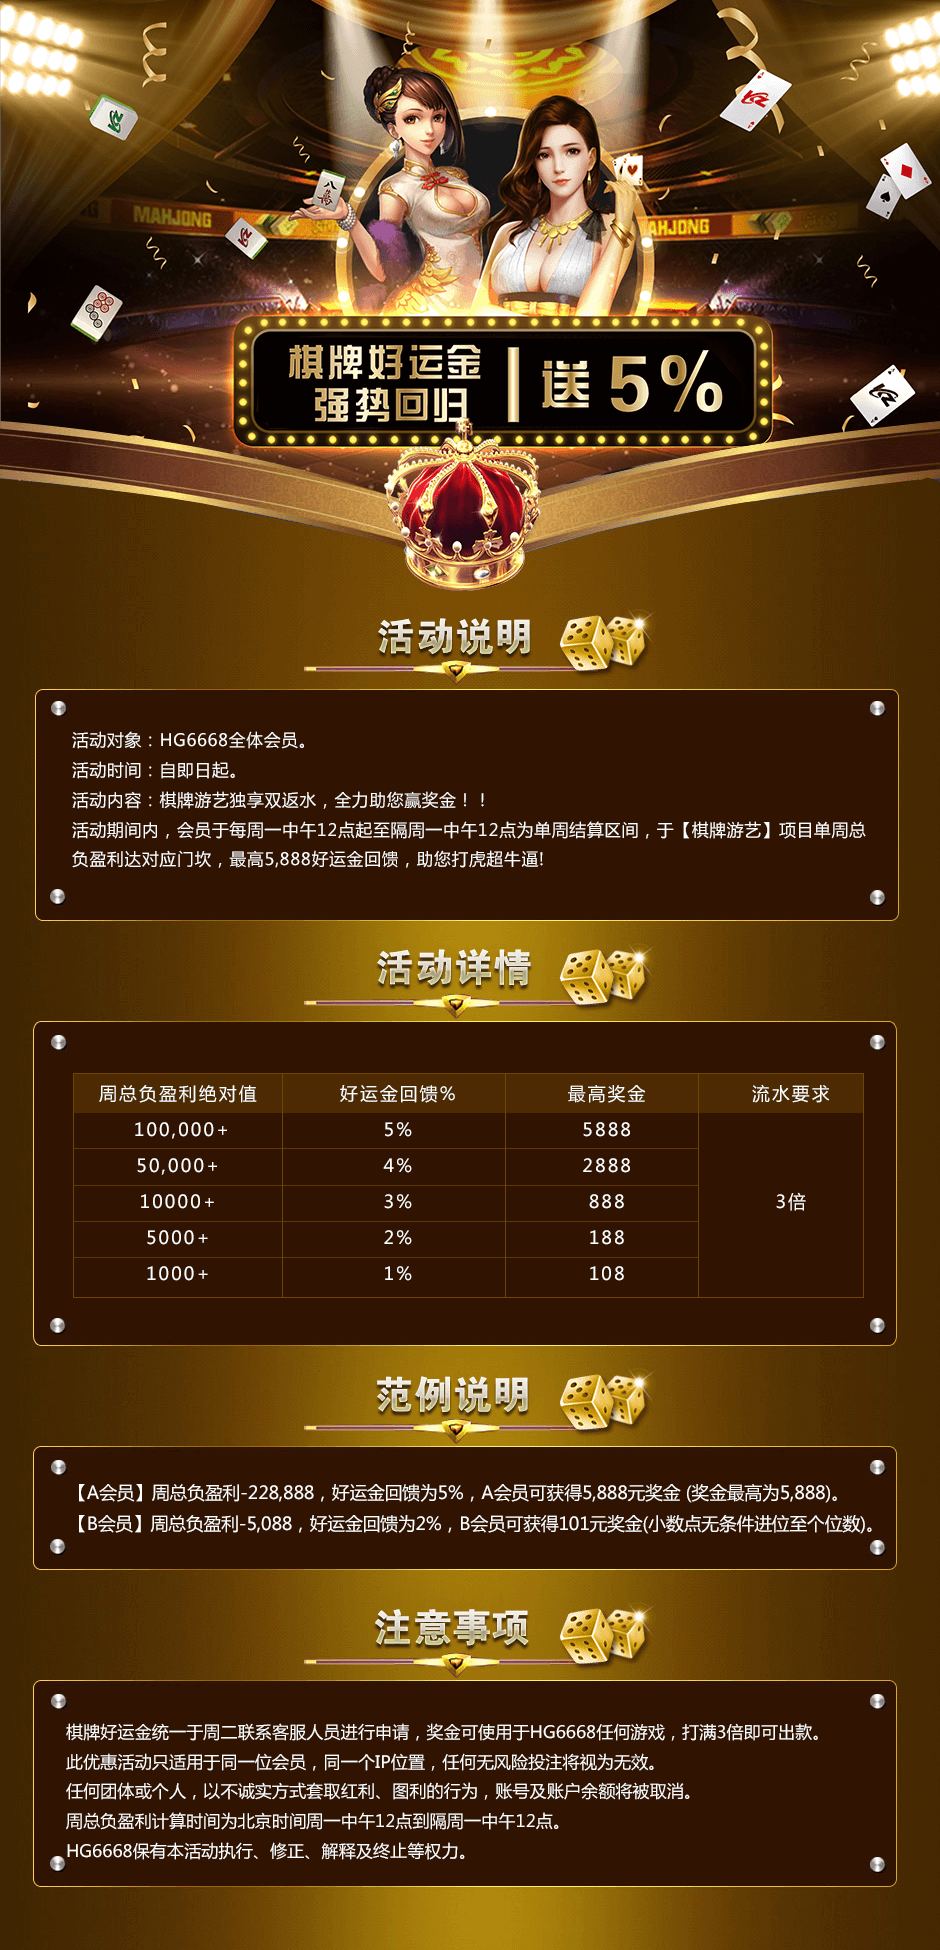 MAHJONG
AHJONG
八
萬
棋牌好运金
强势回归
送 5%
活动说明
活动对象：HG6668全体会员。
活动时间：自即日起。
活动内容：棋牌游艺独享双返水，全力助您赢奖金！！
活动期间内，会员于每周一中午12点起至隔周一中午12点为单周结算区间，于【棋牌游艺】项目单周总
负盈利达对应门坎，最高5,888好运金回馈，助您打虎超牛逼!
活动详情
周总负盈利绝对值 好运金回馈% 最高奖金 流水要求
100,000+ 5% 5888
50,000+ 4% 2888
10000+ 3% 888 3倍
5000+ 2% 188
1000+ 1% 108
范例说明
【A会员】周总负盈利-228,888，好运金回馈为5%，A会员可获得5,888元奖金 (奖金最高为5,888)。
【B会员】周总负盈利-5,088，好运金回馈为2%，B会员可获得101元奖金(小数点无条件进位至个位数)。
注意事项
棋牌好运金统一于周二联系客服人员进行申请，奖金可使用于HG6668任何游戏，打满3倍即可出款。
此优惠活动只适用于同一位会员，同一个IP位置，任何无风险投注将视为无效。
任何团体或个人，以不诚实方式套取红利、图利的行为，账号及账户余额将被取消。
周总负盈利计算时间为北京时间周一中午12点到隔周一中午12点。
HG6668保有本活动执行、修正、解释及终止等权力。